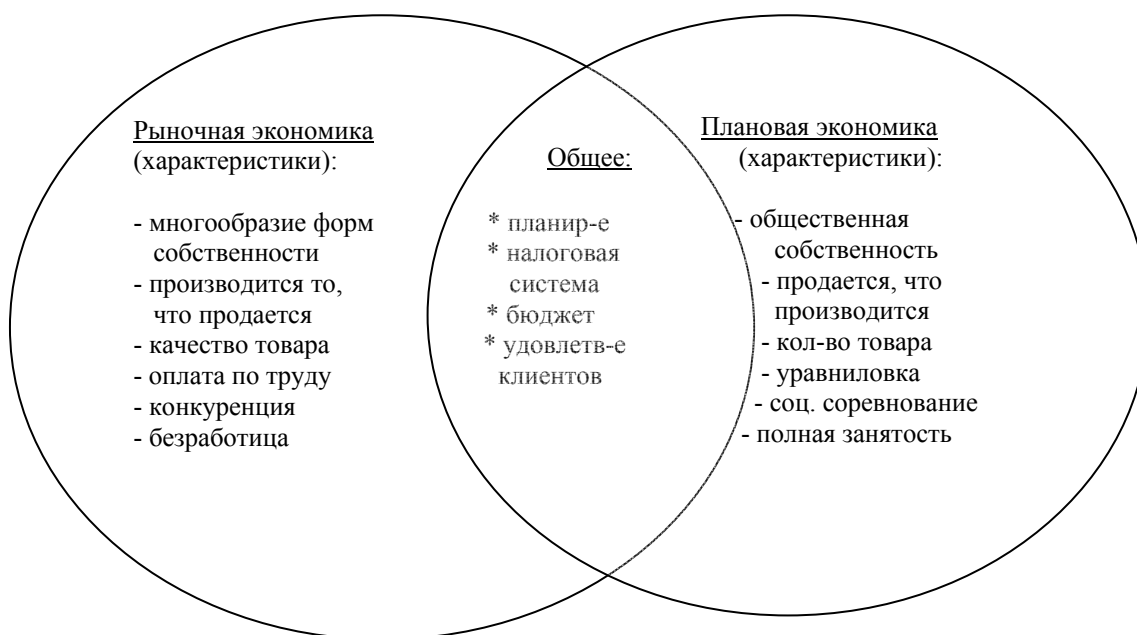 Рыночная экономика
(характеристики):
- многообразие форм
собственности
- производится то,
что продается
- качество товара
- оплата по труду
- конкуренция
- безработица
Общее:
* планир-е
* налоговая
система
* бюджет
* удовлетв-е
клиентов
Плановая экономика
(характеристики):
- общественная
собственность
- продается, что
производится
- кол-во товара
- уравниловка
- соц. соревнование
- полная занятость